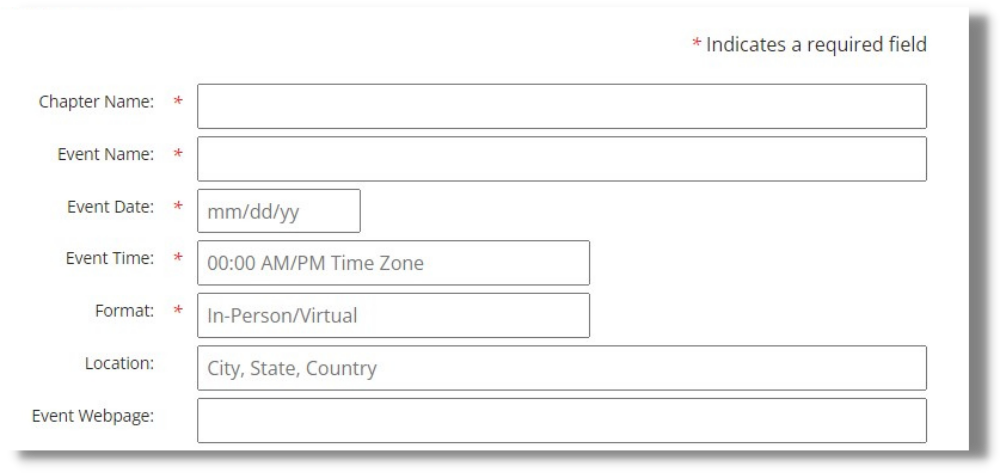 * Indicates a required field
Chapter Name: *
Event Name: *
Event Date: * mm/dd/yy
Event Time: * 00:00 AM/PM Time Zone
Format: * In-Person/Virtual
Location: City, State, Country
Event Webpage: